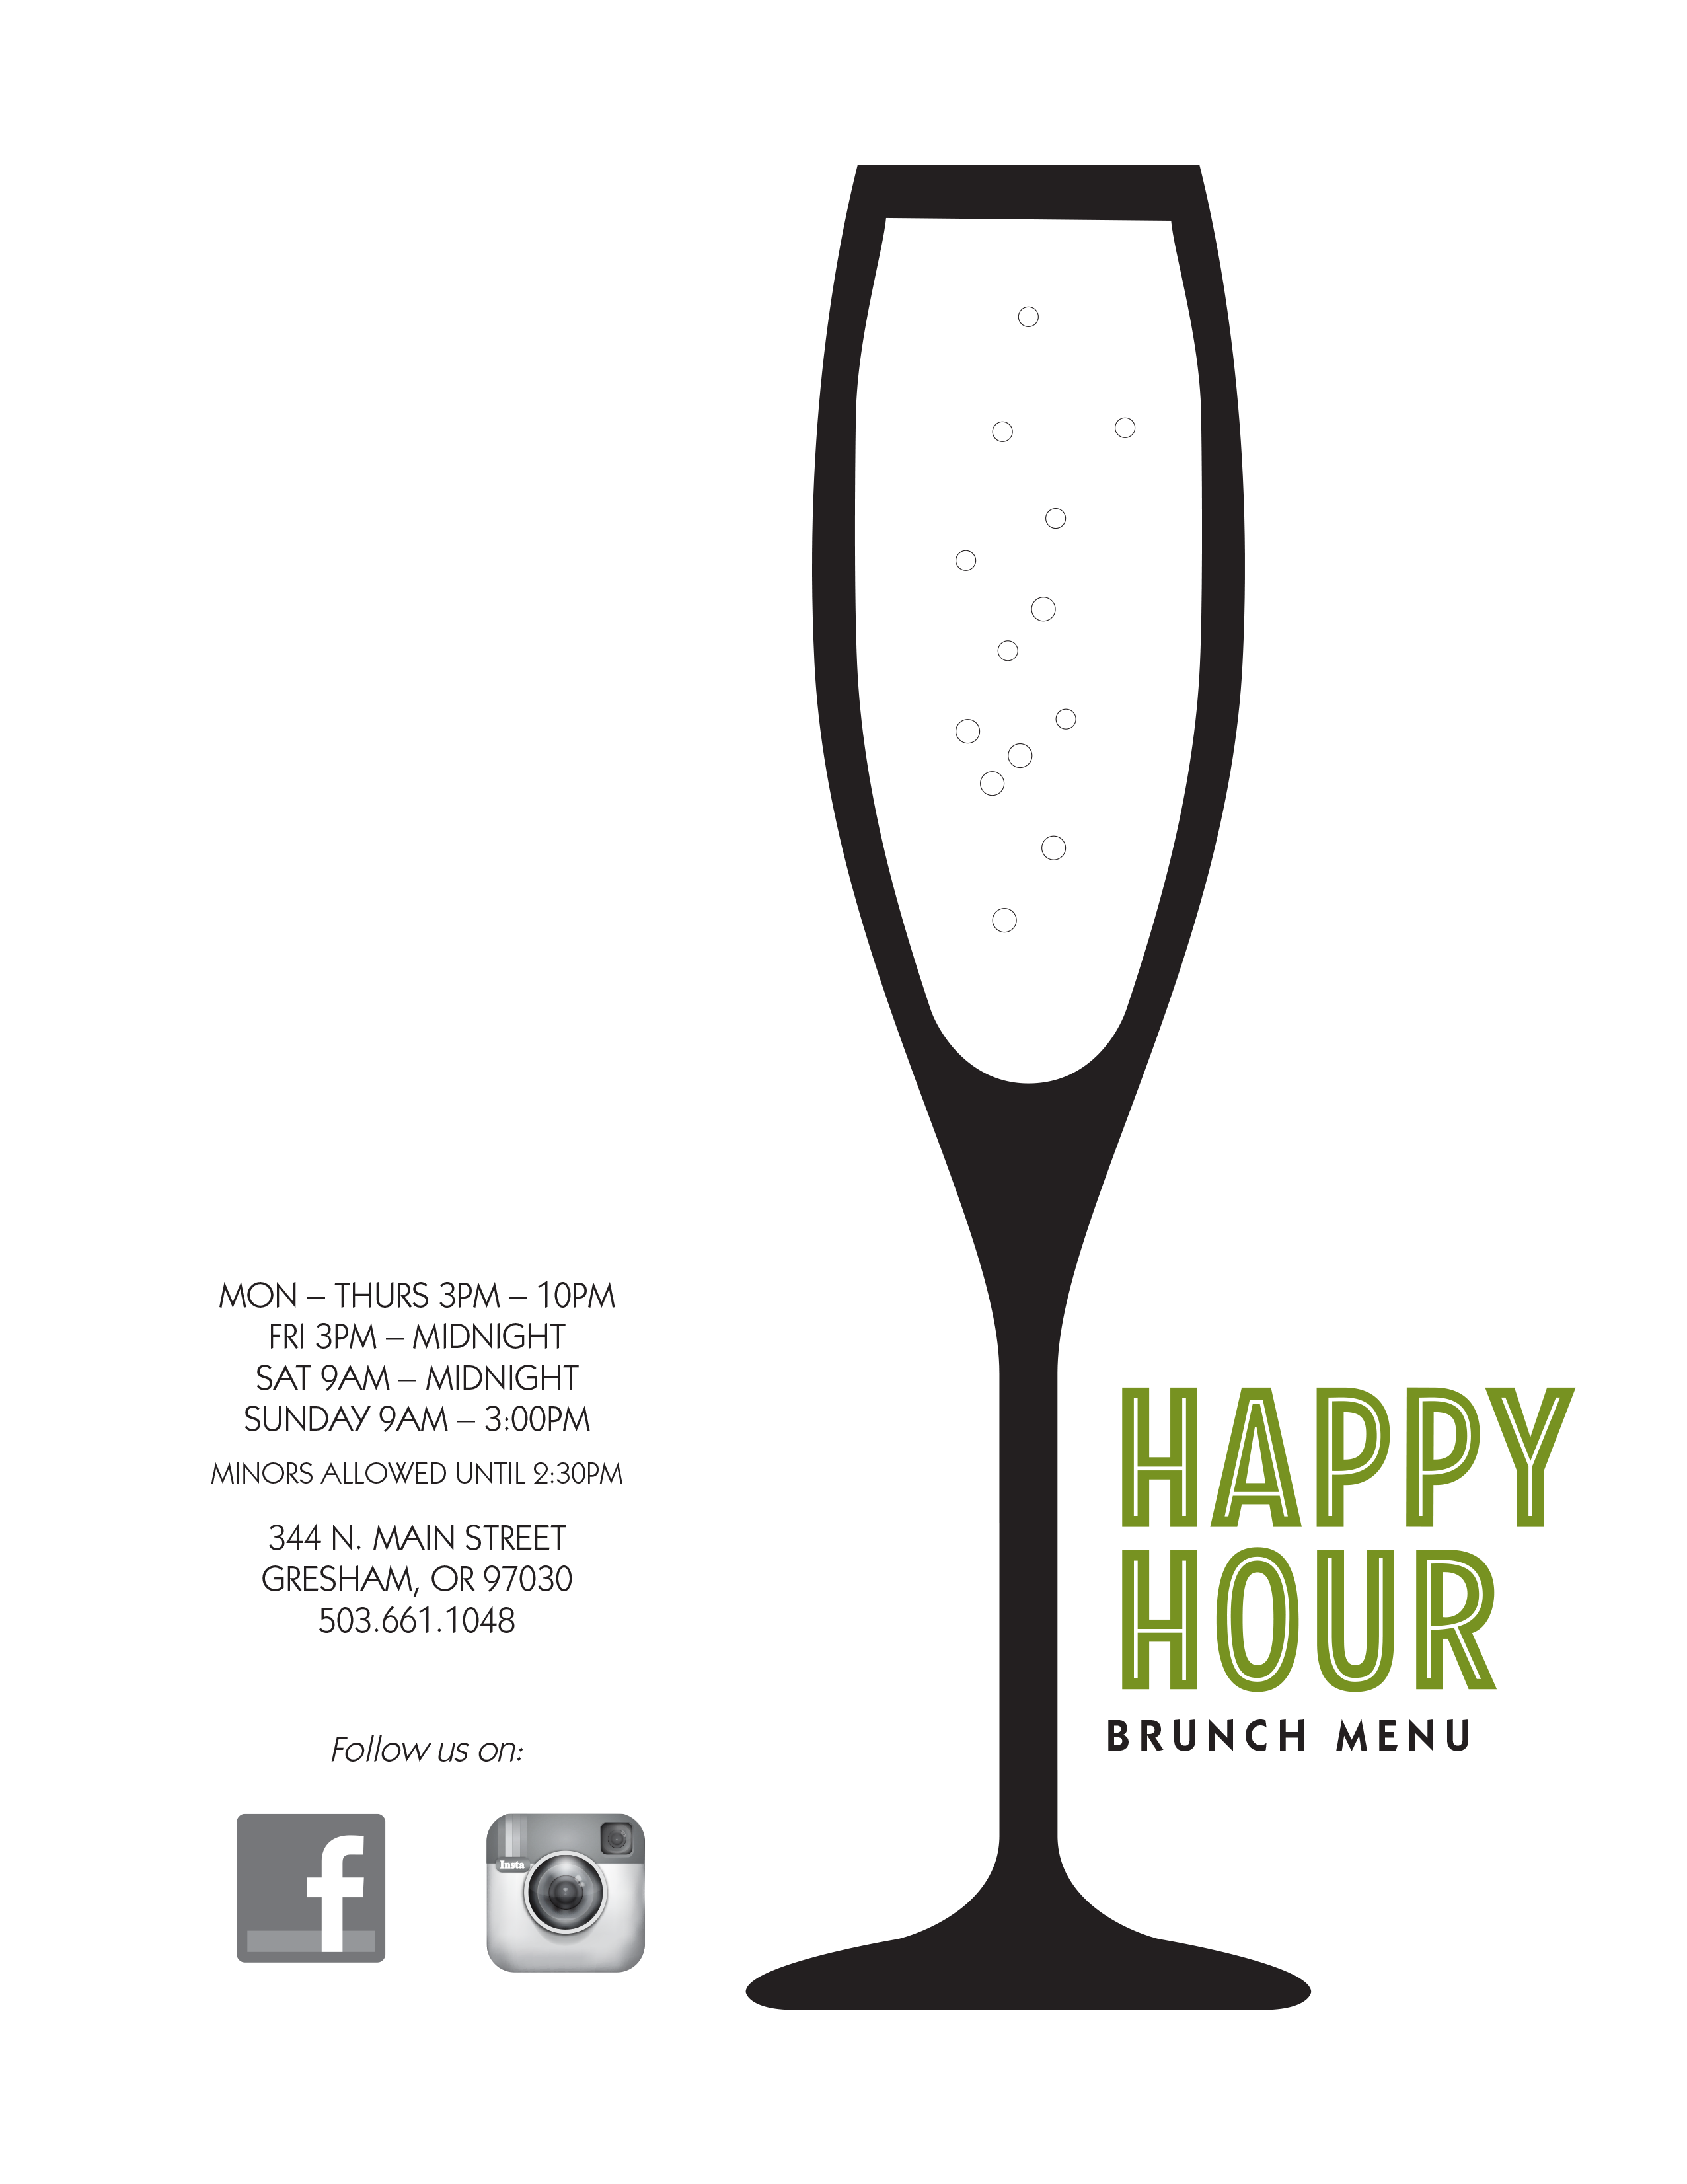 MON – THURS 3PM – 10PM
FRI 3PM – MIDNIGHT
SAT 9AM – MIDNIGHT
SUNDAY 9AM – 3:00PM
MINORS ALLOWED UNTIL 2:30PM
344 N. MAIN STREET
GRESHAM, OR 97030
503.661.1048
Follow us on:
f
Insta
HAPPY
HOUR
BRUNCH MENU